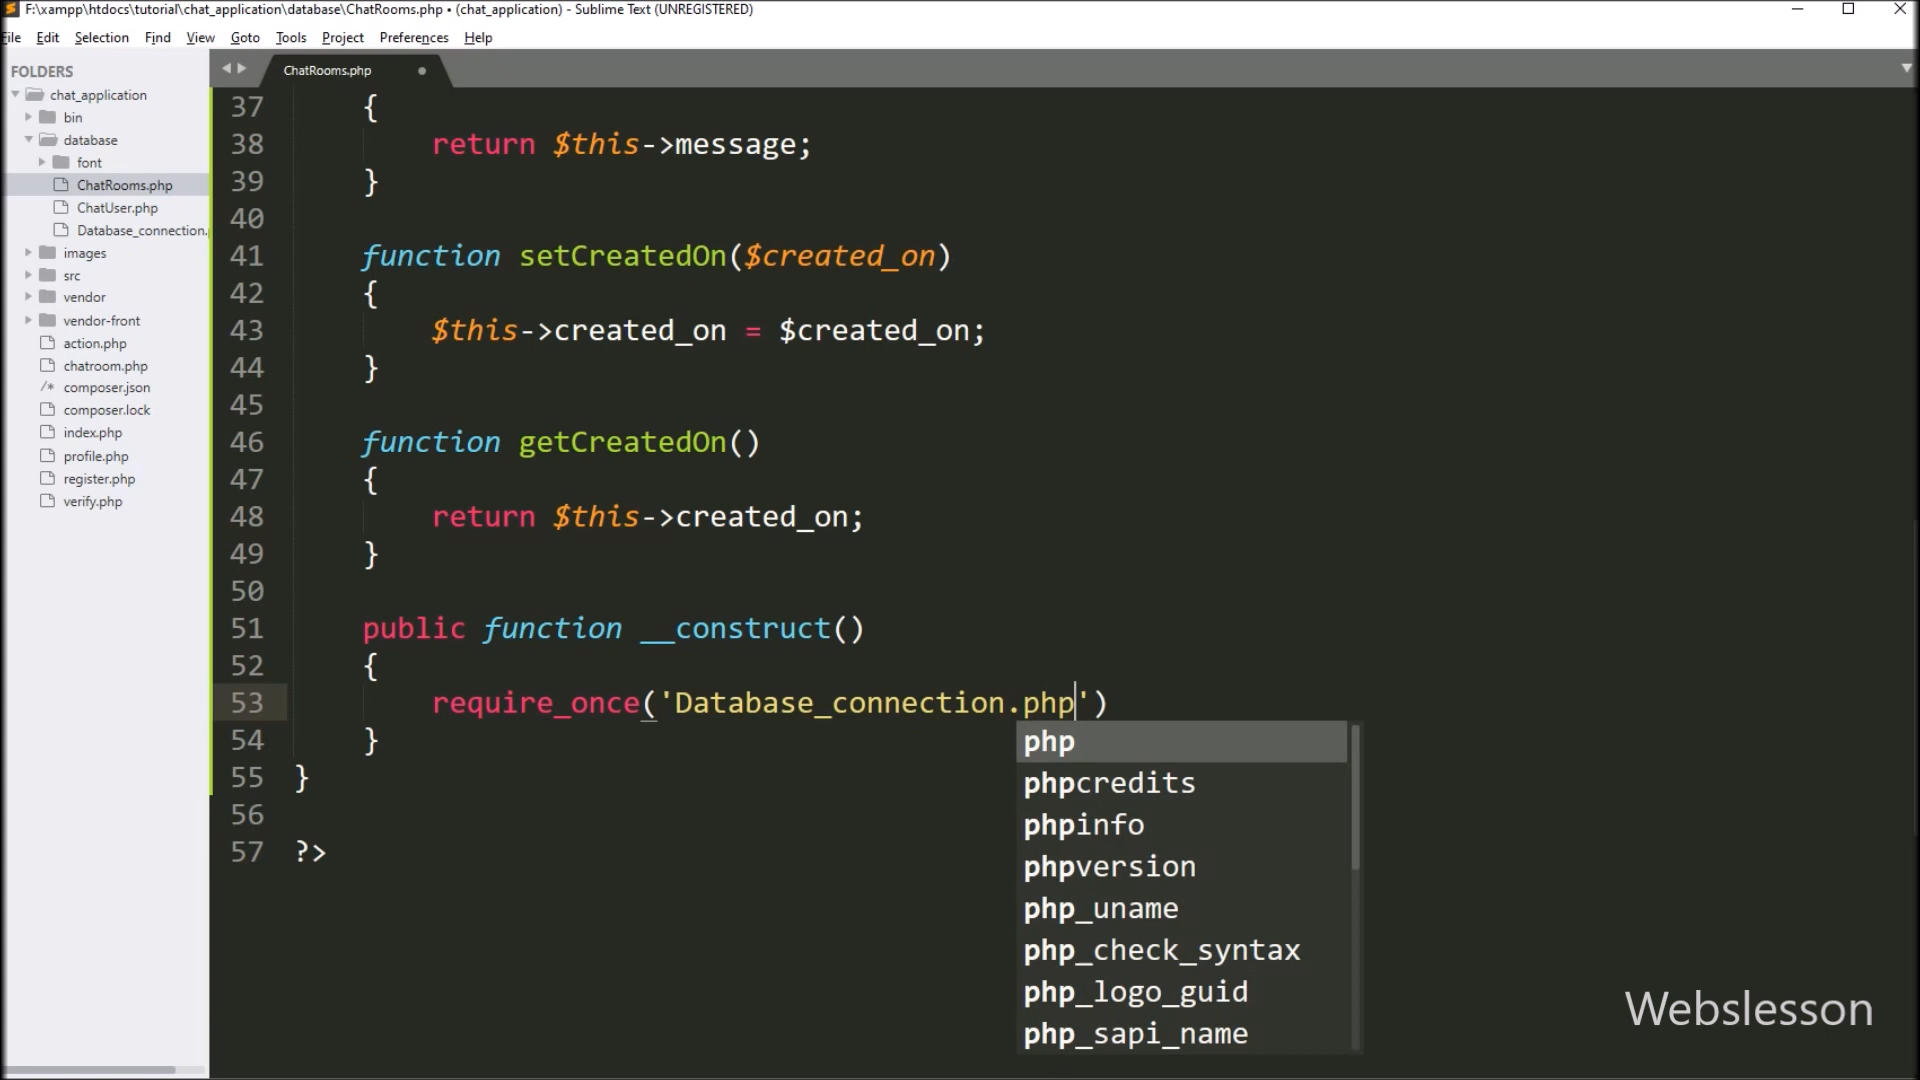 F:\xampp\htdocs\tutorial\chat_application\database\ChatRooms.php • (chat_application) - Sublime Text (UNREGISTERED)
File Edit Selection Find View Goto Tools Project Preferences Help
FOLDERS
chat_application
bin
database
font
ChatRooms.php
ChatUser.php
Database_connection.p
images
src
vendor
vendor-front
action.php
chatroom.php
/* composer.json
composer.lock
index.php
profile.php
register.php
verify.php
ChatRooms.php
37 {
38 return $this->message;
39 }
40
41 function setCreatedOn($created_on)
42 {
43 $this->created_on = $created_on;
44 }
45
46 function getCreatedOn()
47 {
48 return $this->created_on;
49 }
50
51 public function __construct()
52 {
53 require_once('Database_connection.php')
54 }
55 }
56
57 ?>
php
phpcredits
phpinfo
phpversion
php_uname
php_check_syntax
php_logo_guid
php_sapi_name
Webslesson